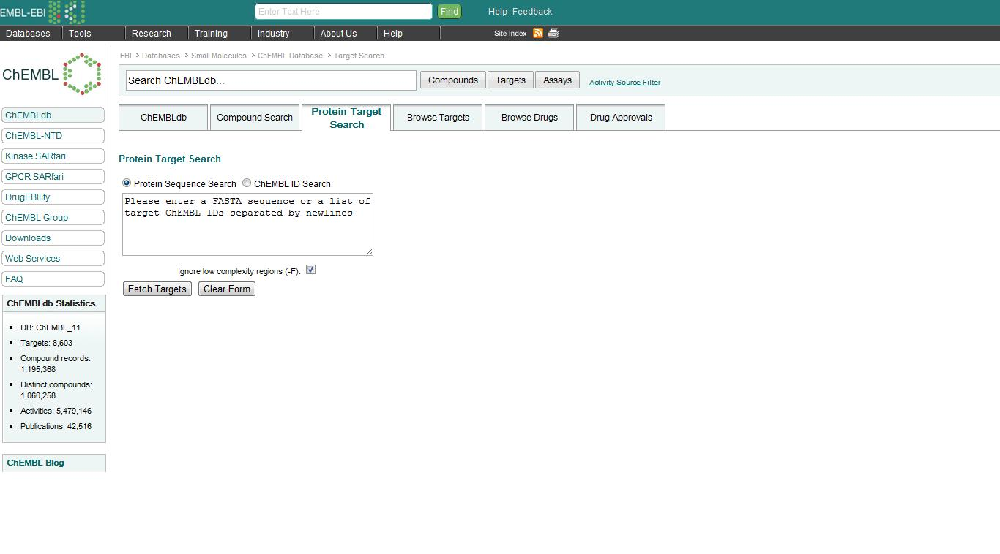 EMBL-EBI
Enter Text Here
Find
Help
Feedback
Databases
Tools
Research
Training
Industry
About Us
Help
Site Index
ChEMBL
EBI > Databases > Small Molecules > ChEMBL Database > Target Search
Search ChEMBLdb...
Compounds
Targets
Assays
Activity Source Filter
ChEMBLdb
Compound Search
Protein Target
Search
Browse Targets
Browse Drugs
Drug Approvals
ChEMBLdb
ChEMBL-NTD
Kinase SARfari
GPCR SARfari
DrugEBIlity
ChEMBL Group
Downloads
Web Services
FAQ
Protein Target Search
Protein Sequence Search
ChEMBL ID Search
Please enter a FASTA sequence or a list of
target ChEMBL IDs separated by newlines
Ignore low complexity regions (-F):
Fetch Targets
Clear Form
ChEMBLdb Statistics
DB: ChEMBL_11
Targets: 8,603
Compound records:
1,195,368
Distinct compounds:
1,060,258
Activities: 5,479,146
Publications: 42,516
ChEMBL Blog